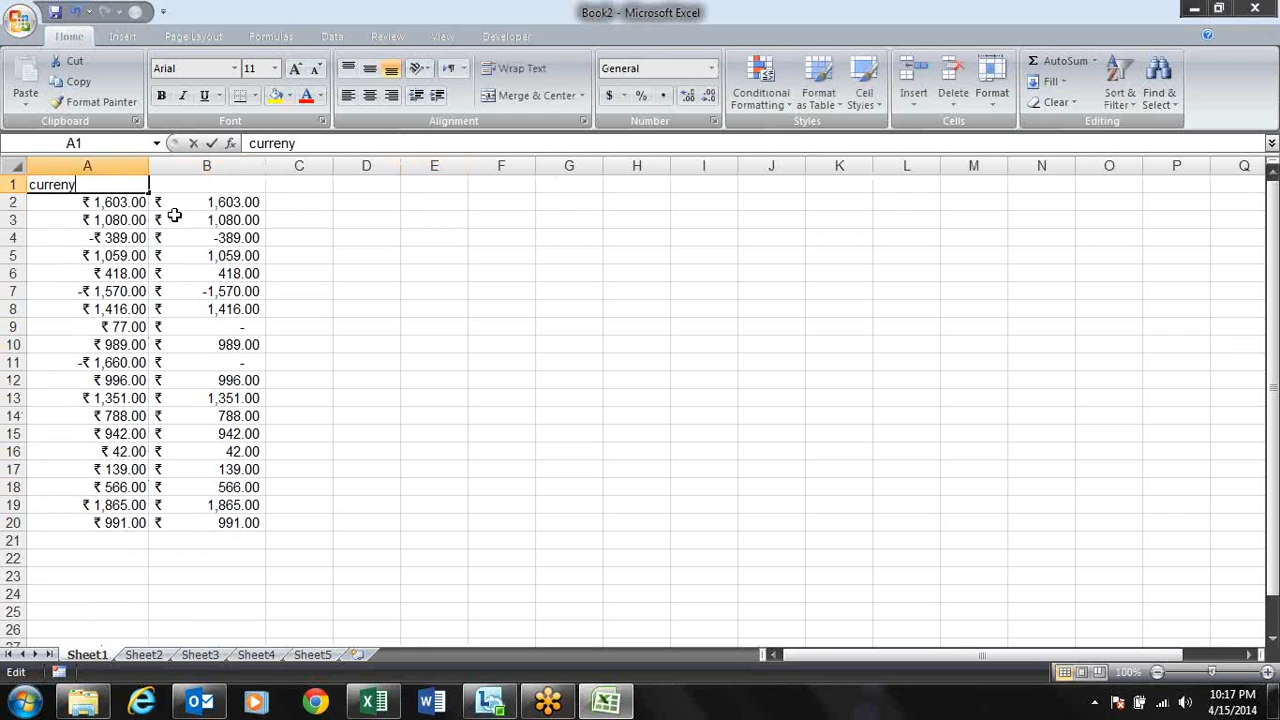 Book2 - Microsoft Excel
Home Insert Page Layout Formulas Data Review View Developer
Paste
Cut
Copy
Format Painter
Clipboard
Arial 11
B I U
Font
Wrap Text
Merge & Center
Alignment
General
$ % ,
Number
Conditional Formatting
Format as Table
Cell Styles
Styles
Insert Delete Format
Cells
AutoSum
Fill
Clear
Sort & Filter
Find & Select
Editing
A1 fx curreny
A B C D E F G H I J K L M N O P Q
1 curreny
2 ₹ 1,603.00 ₹ 1,603.00
3 ₹ 1,080.00 ₹ 1,080.00
4 -₹ 389.00 ₹ -389.00
5 ₹ 1,059.00 ₹ 1,059.00
6 ₹ 418.00 ₹ 418.00
7 -₹ 1,570.00 ₹ -1,570.00
8 ₹ 1,416.00 ₹ 1,416.00
9 ₹ 77.00 ₹ -
10 ₹ 989.00 ₹ 989.00
11 -₹ 1,660.00 ₹ -
12 ₹ 996.00 ₹ 996.00
13 ₹ 1,351.00 ₹ 1,351.00
14 ₹ 788.00 ₹ 788.00
15 ₹ 942.00 ₹ 942.00
16 ₹ 42.00 ₹ 42.00
17 ₹ 139.00 ₹ 139.00
18 ₹ 566.00 ₹ 566.00
19 ₹ 1,865.00 ₹ 1,865.00
20 ₹ 991.00 ₹ 991.00
21
22
23
24
25
26
27
Sheet1 Sheet2 Sheet3 Sheet4 Sheet5
Edit 100%
10:17 PM
4/15/2014